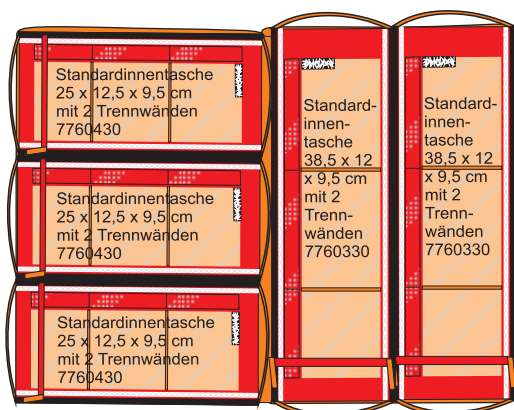 Standardinnentasche
25 x 12,5 x 9,5 cm
mit 2 Trennwänden
7760430
Standardinnentasche
25 x 12,5 x 9,5 cm
mit 2 Trennwänden
7760430
Standardinnentasche
25 x 12,5 x 9,5 cm
mit 2 Trennwänden
7760430
Standard-
innen-
tasche
38,5 x 12
x 9,5 cm
mit 2
Trenn-
wänden
7760330
Standard-
innen-
tasche
38,5 x 12
x 9,5 cm
mit 2
Trenn-
wänden
7760330